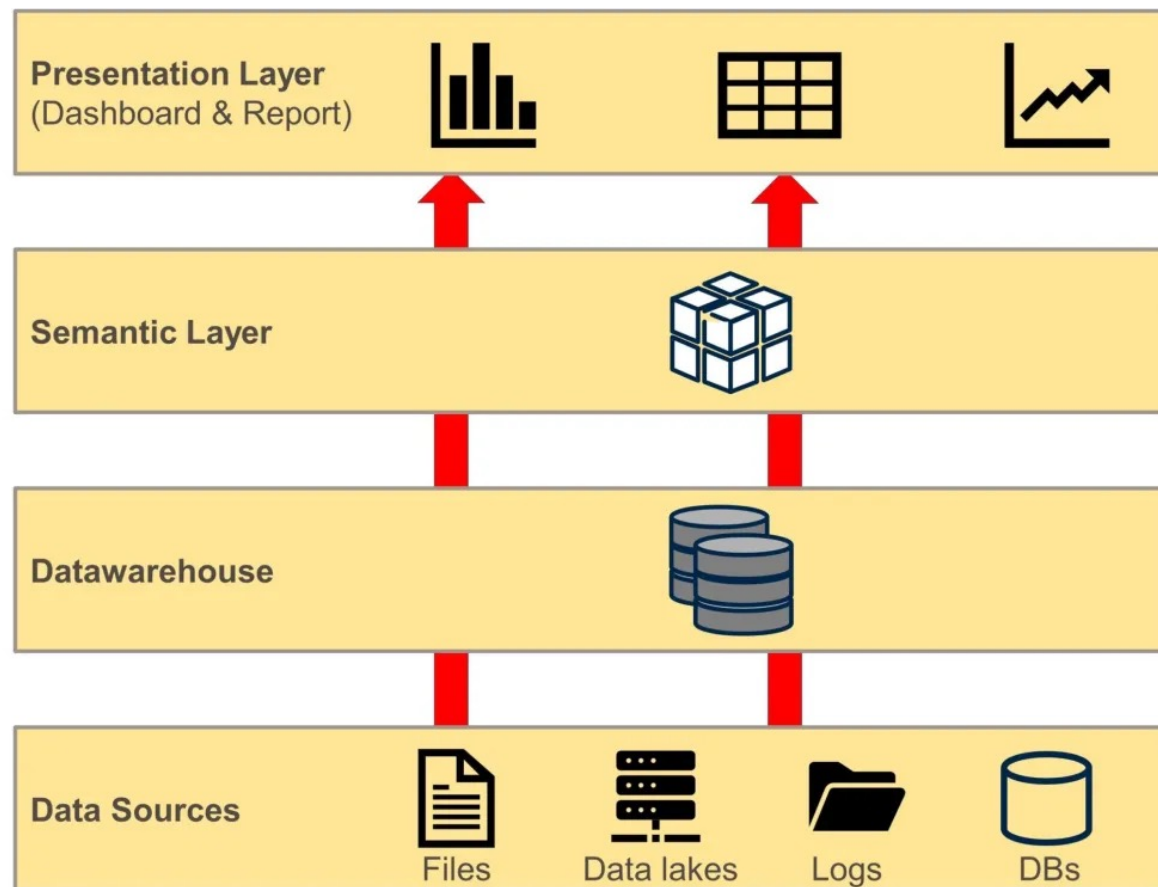 Presentation Layer
(Dashboard & Report)
Semantic Layer
Datawarehouse
Data Sources
Files
Data lakes
Logs
DBs